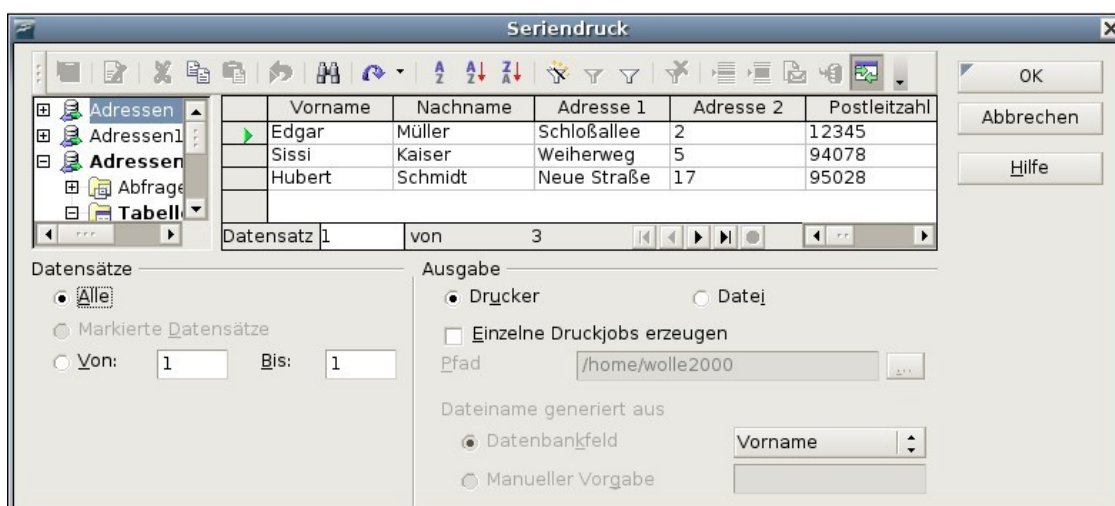 Seriendruck
OK
Abbrechen
Hilfe
Adressen
Adressen1
Adressen
Abfrage
Tabelle
Vorname Nachname Adresse 1 Adresse 2 Postleitzahl
Edgar Müller Schloßallee 2 12345
Sissi Kaiser Weiherweg 5 94078
Hubert Schmidt Neue Straße 17 95028
Datensatz 1 von 3
Datensätze
Alle
Markierte Datensätze
Von: 1 Bis: 1
Ausgabe
Drucker Datei
Einzelne Druckjobs erzeugen
Pfad /home/wolle2000 ...
Dateiname generiert aus
Datenbankfeld Vorname
Manueller Vorgabe